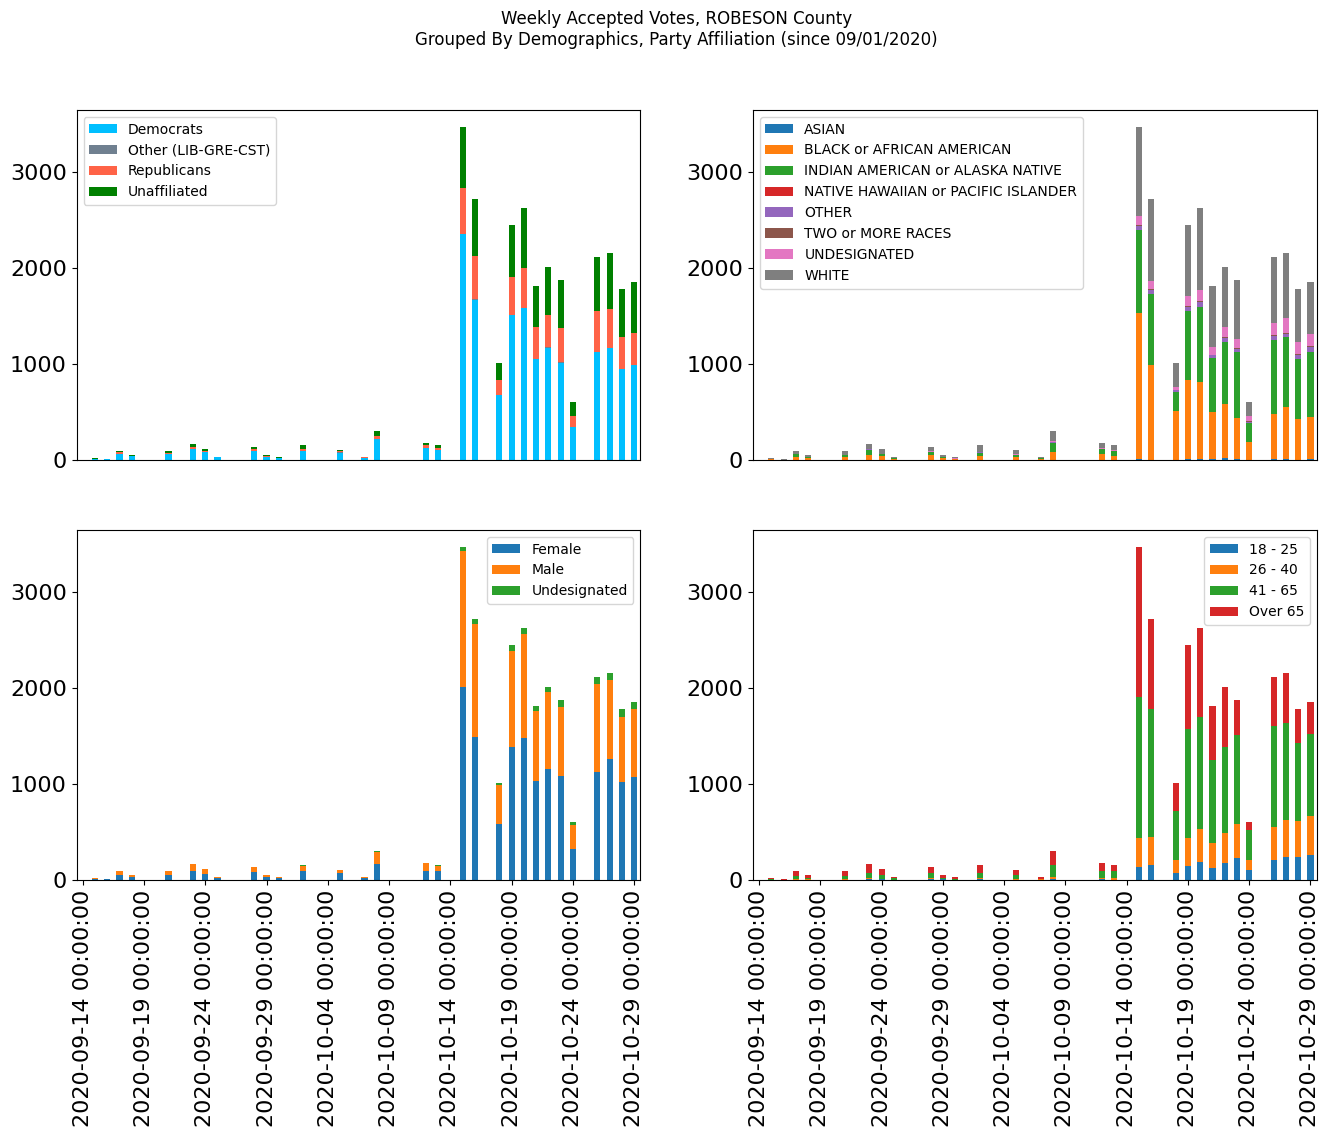 Weekly Accepted Votes, ROBESON County
Grouped By Demographics, Party Affiliation (since 09/01/2020)
Democrats
Other (LIB-GRE-CST)
Republicans
Unaffiliated
3000
2000
1000
0
ASIAN
BLACK or AFRICAN AMERICAN
INDIAN AMERICAN or ALASKA NATIVE
NATIVE HAWAIIAN or PACIFIC ISLANDER
OTHER
TWO or MORE RACES
UNDESIGNATED
WHITE
3000
2000
1000
0
Female
Male
Undesignated
3000
2000
1000
0
2020-09-14 00:00:00
2020-09-19 00:00:00
2020-09-24 00:00:00
2020-09-29 00:00:00
2020-10-04 00:00:00
2020-10-09 00:00:00
2020-10-14 00:00:00
2020-10-19 00:00:00
2020-10-24 00:00:00
2020-10-29 00:00:00
18 - 25
26 - 40
41 - 65
Over 65
3000
2000
1000
0
2020-09-14 00:00:00
2020-09-19 00:00:00
2020-09-24 00:00:00
2020-09-29 00:00:00
2020-10-04 00:00:00
2020-10-09 00:00:00
2020-10-14 00:00:00
2020-10-19 00:00:00
2020-10-24 00:00:00
2020-10-29 00:00:00